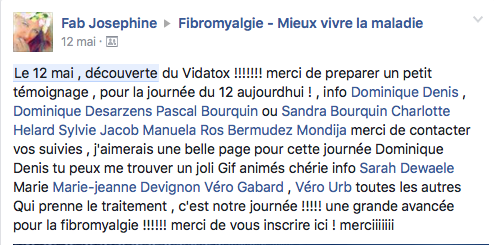 Fab Josephine ▸ Fibromyalgie - Mieux vivre la maladie
12 mai ·
Le 12 mai , découverte du Vidatox !!!!!!! merci de preparer un petit
témoignage , pour la journée du 12 aujourdhui ! , info Dominique Denis ,
Dominique Desarzens Pascal Bourquin ou Sandra Bourquin Charlotte
Helard Sylvie Jacob Manuela Ros Bermudez Mondija merci de contacter
vos suivies , j'aimerais une belle page pour cette journée Dominique
Denis tu peux me trouver un joli Gif animés chérie info Sarah Dewaele
Marie Marie-jeanne Devignon Véro Gabard , Véro Urb toutes les autres
Qui prenne le traitement , c'est notre journée !!!!! une grande avancée
pour la fibromyalgie !!!!!! merci de vous inscrire ici ! merciiiiiii